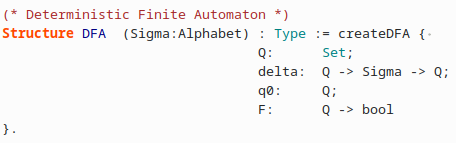 (* Deterministic Finite Automaton *)
Structure DFA (Sigma:Alphabet) : Type := createDFA {
Q: Set;
delta: Q -> Sigma -> Q;
q0: Q;
F: Q -> bool
}.